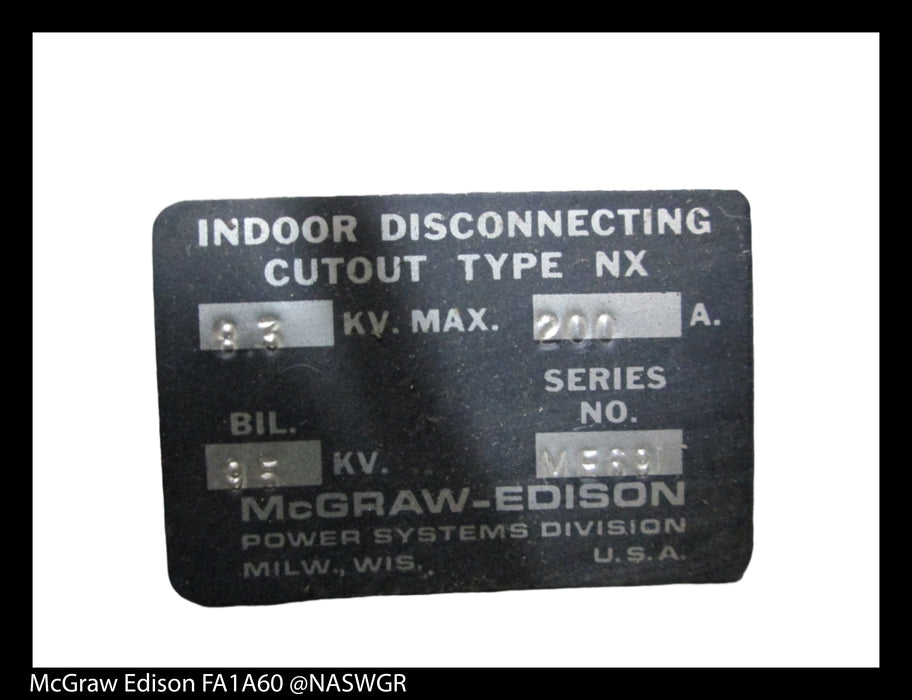 INDOOR DISCONNECTING
CUTOUT TYPE NX
8.3 KV. MAX. 200 A.
SERIES
NO.
BIL.
95 KV.
McGRAW-EDISON
POWER SYSTEMS DIVISION
MILW., WIS. U.S.A.
McGraw Edison FA1A60 @NASWGR